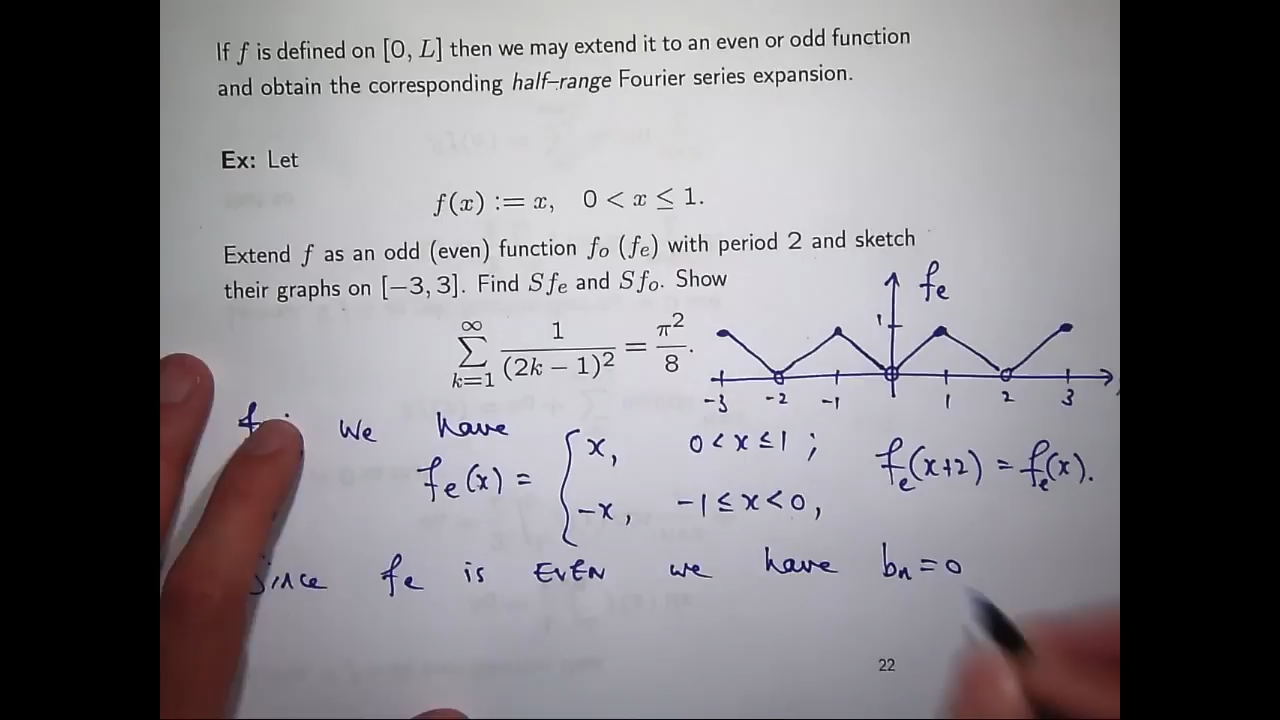 If f is defined on [0, L] then we may extend it to an even or odd function
and obtain the corresponding half–range Fourier series expansion.
Ex: Let
f(x) := x, 0 < x ≤ 1.
Extend f as an odd (even) function f_o (f_e) with period 2 and sketch
their graphs on [−3, 3]. Find Sf_e and Sf_o. Show
∑_{k=1}^{∞} 1/(2k − 1)^2 = π^2/8.
f_e
1
-3 -2 -1 1 2 3
We have
f_e(x) = { x, 0 < x ≤ 1 ; f_e(x+2) = f_e(x).
-x, -1 ≤ x < 0,
Since f_e is EVEN we have b_n = 0
22